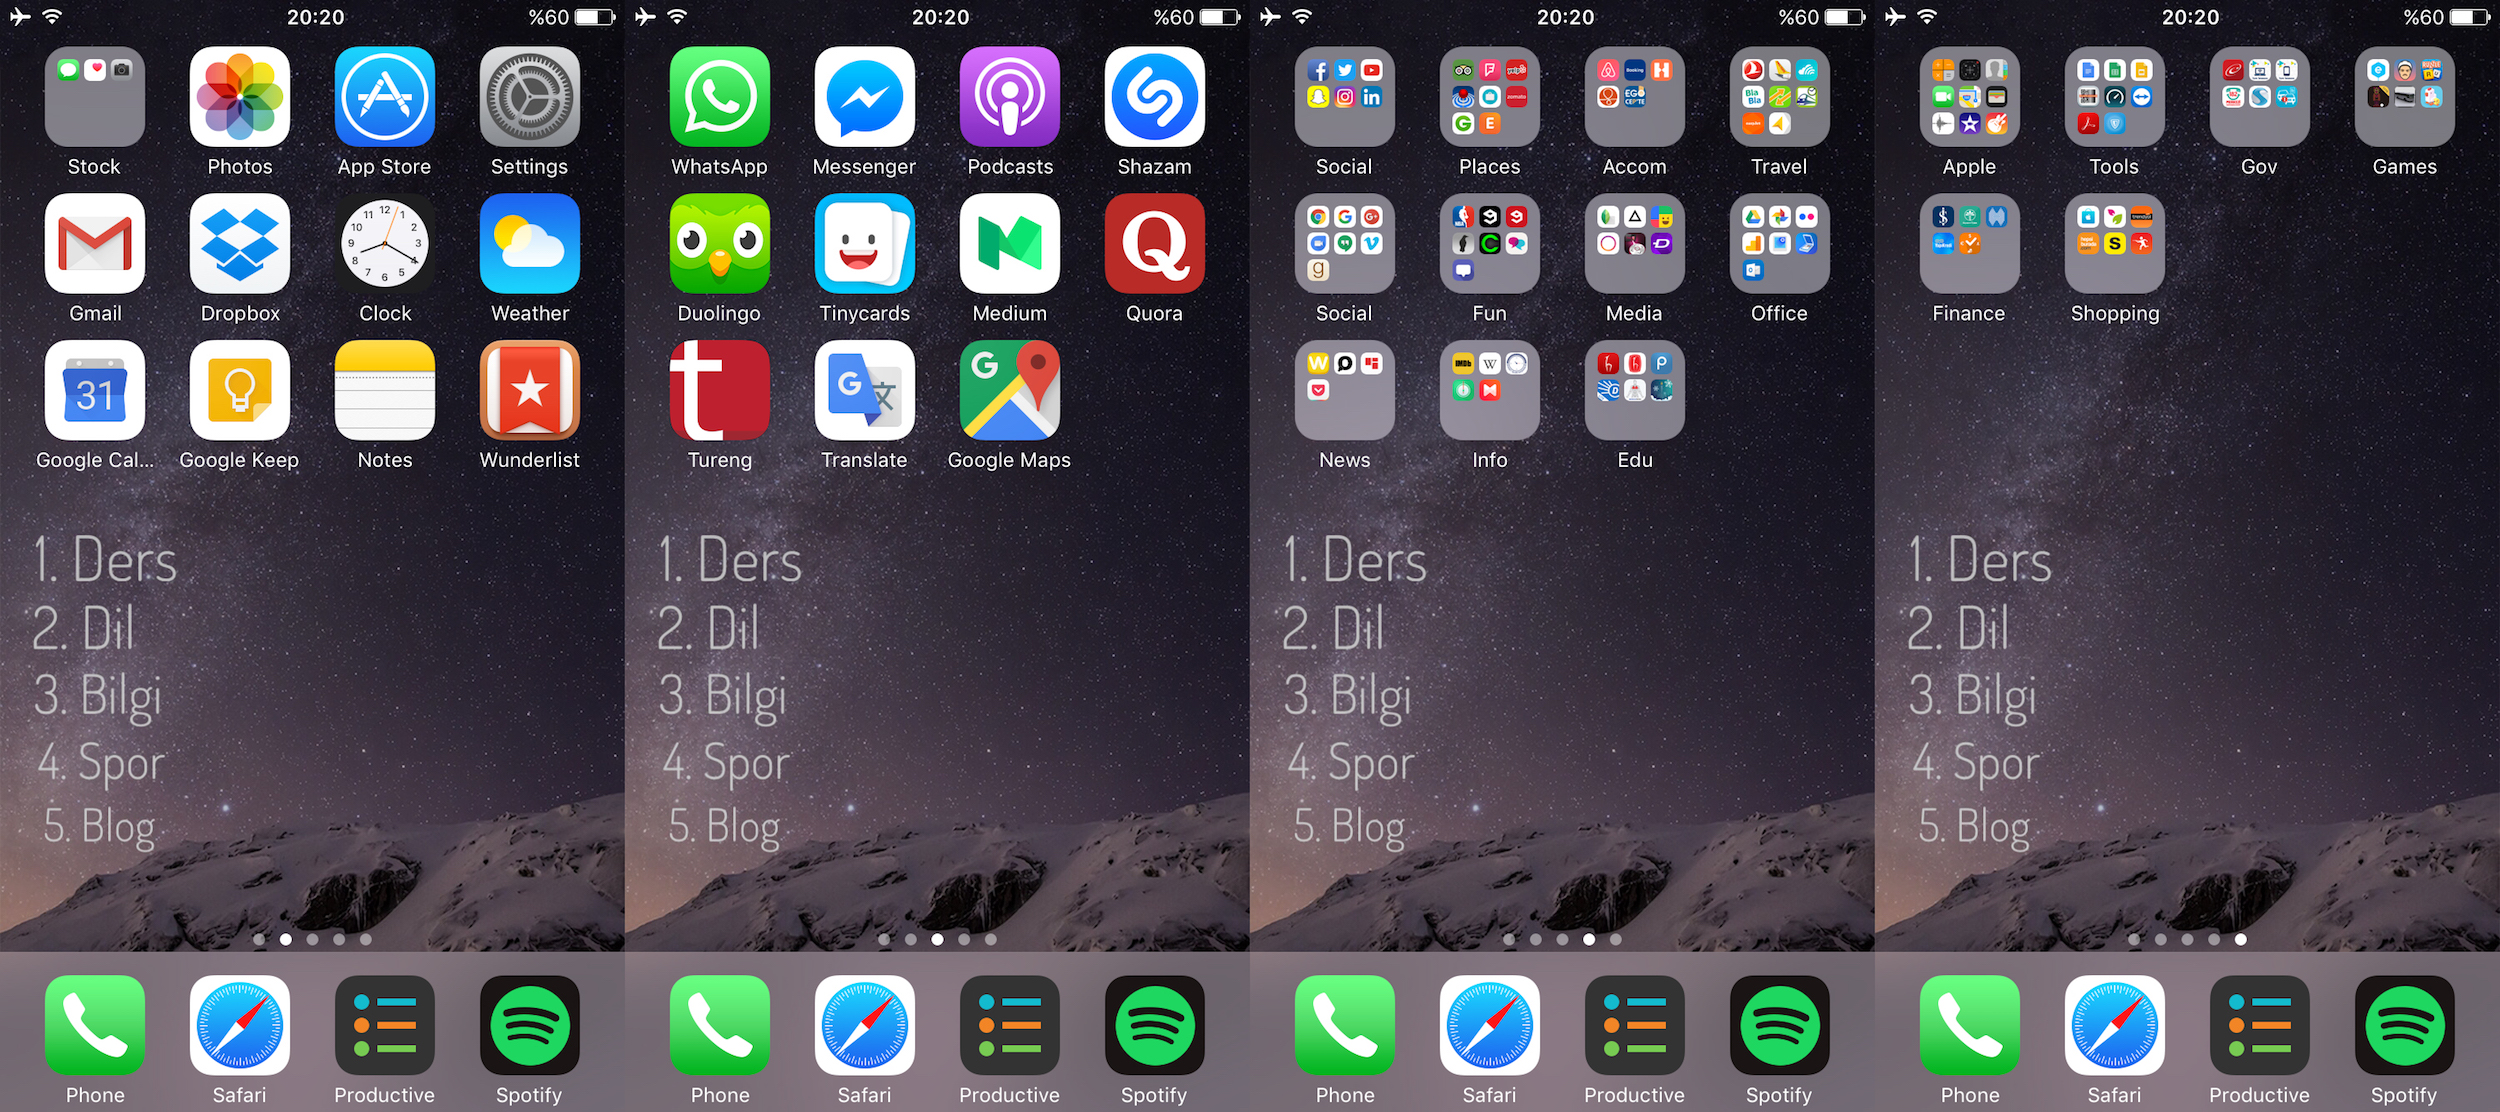 20:20 %60
Stock Photos App Store Settings
Gmail Dropbox Clock Weather
31
Google Cal... Google Keep Notes Wunderlist
1. Ders
2. Dil
3. Bilgi
4. Spor
5. Blog
Phone Safari Productive Spotify
20:20 %60
WhatsApp Messenger Podcasts Shazam
Duolingo Tinycards Medium Quora
Tureng Translate Google Maps
1. Ders
2. Dil
3. Bilgi
4. Spor
5. Blog
Phone Safari Productive Spotify
20:20 %60
Social Places Accom Travel
Social Fun Media Office
News Info Edu
1. Ders
2. Dil
3. Bilgi
4. Spor
5. Blog
Phone Safari Productive Spotify
20:20 %60
Apple Tools Gov Games
Finance Shopping
1. Ders
2. Dil
3. Bilgi
4. Spor
5. Blog
Phone Safari Productive Spotify